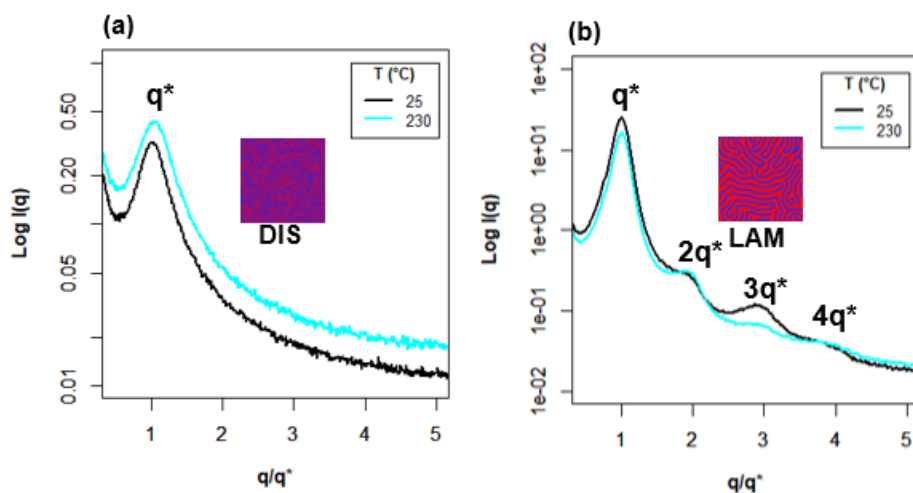 (a)
T (°C)
25
230
q*
DIS
Log I(q)
0.50
0.20
0.05
0.01
1
2
3
4
5
q/q*
(b)
T (°C)
25
230
q*
LAM
2q*
3q*
4q*
Log I(q)
1e+02
1e+01
1e+00
1e-01
1e-02
1
2
3
4
5
q/q*